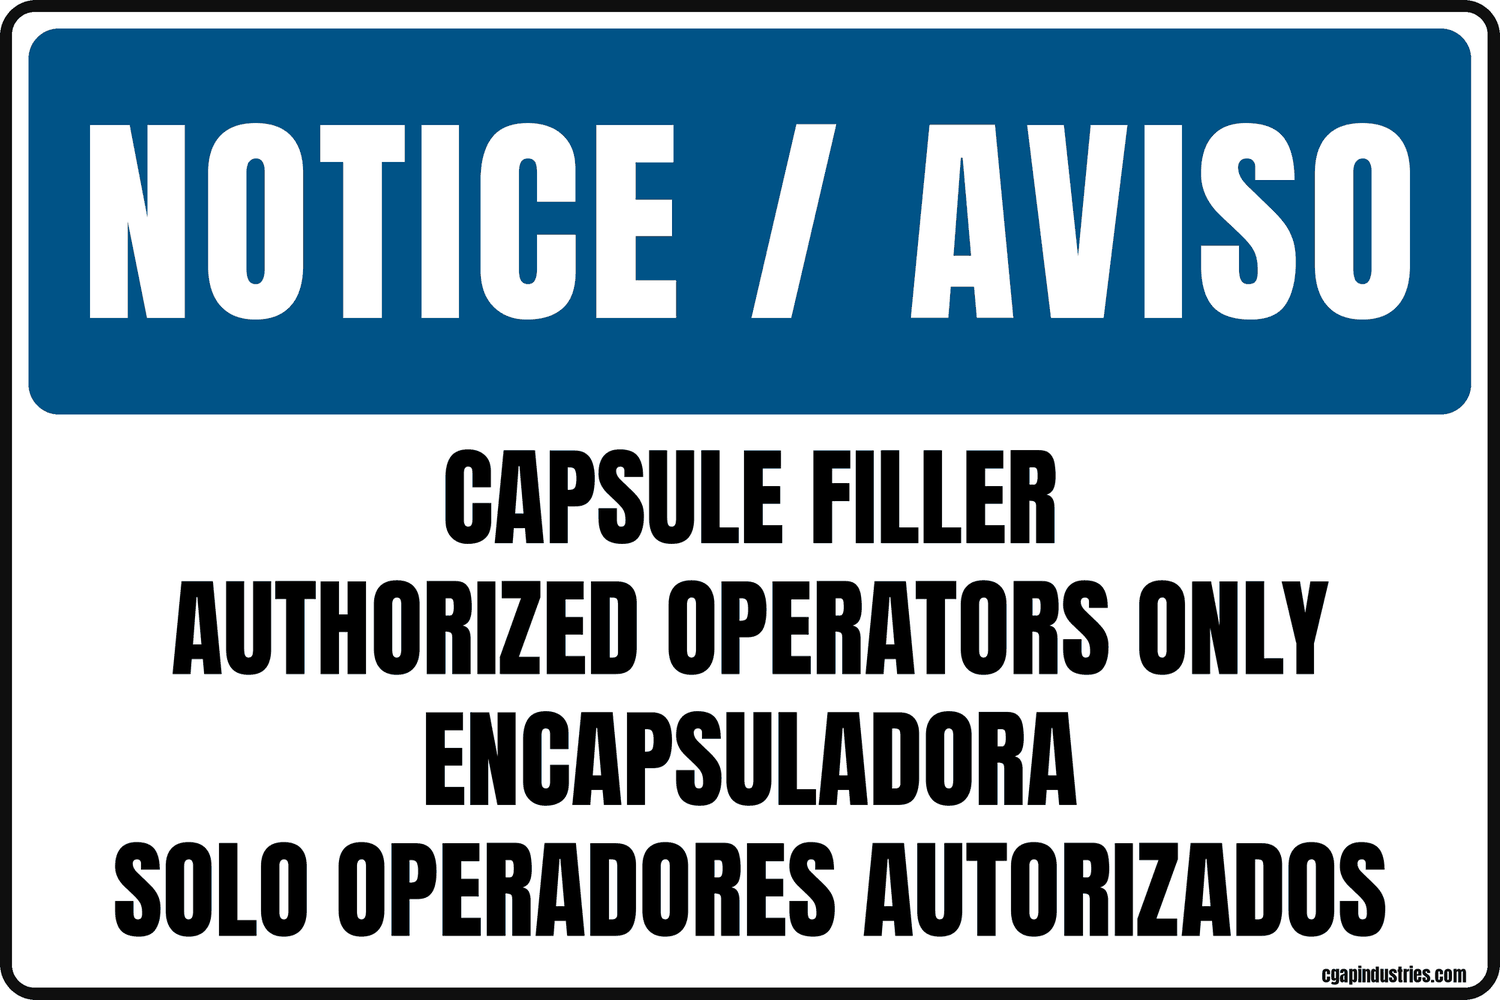 NOTICE / AVISO
CAPSULE FILLER
AUTHORIZED OPERATORS ONLY
ENCAPSULADORA
SOLO OPERADORES AUTORIZADOS
cgapindustries.com